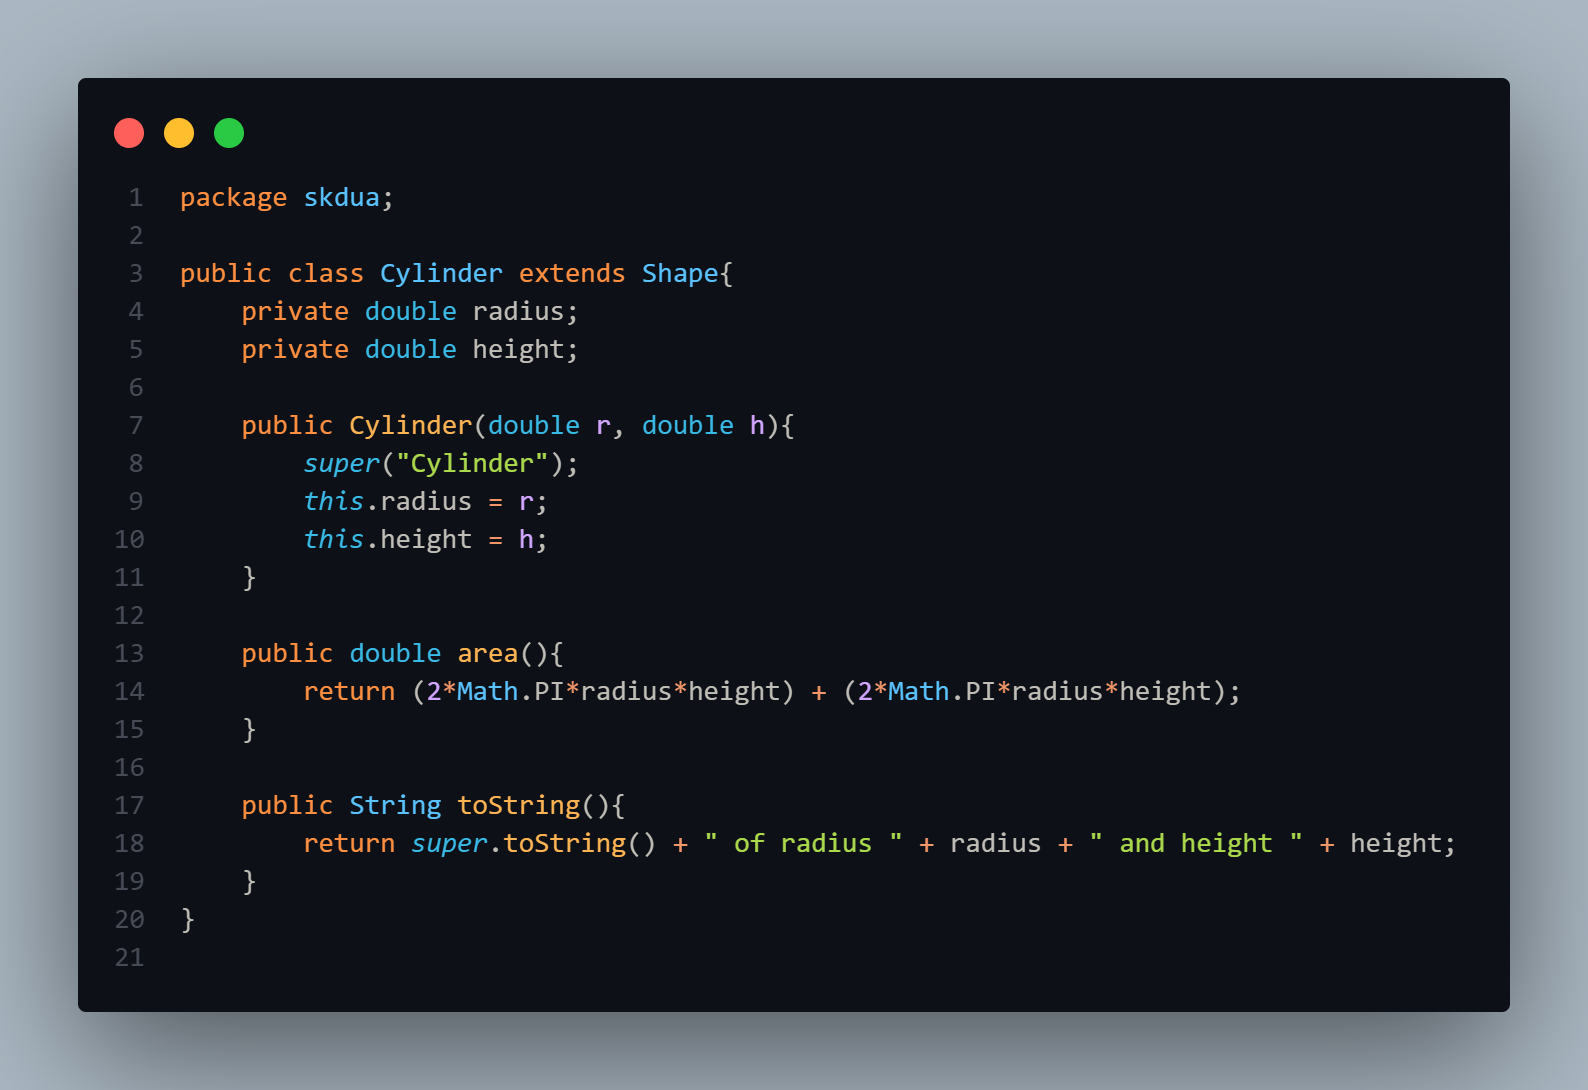 1 package skdua;
2
3 public class Cylinder extends Shape{
4     private double radius;
5     private double height;
6
7     public Cylinder(double r, double h){
8         super("Cylinder");
9         this.radius = r;
10         this.height = h;
11     }
12
13     public double area(){
14         return (2*Math.PI*radius*height) + (2*Math.PI*radius*height);
15     }
16
17     public String toString(){
18         return super.toString() + " of radius " + radius + " and height " + height;
19     }
20 }
21